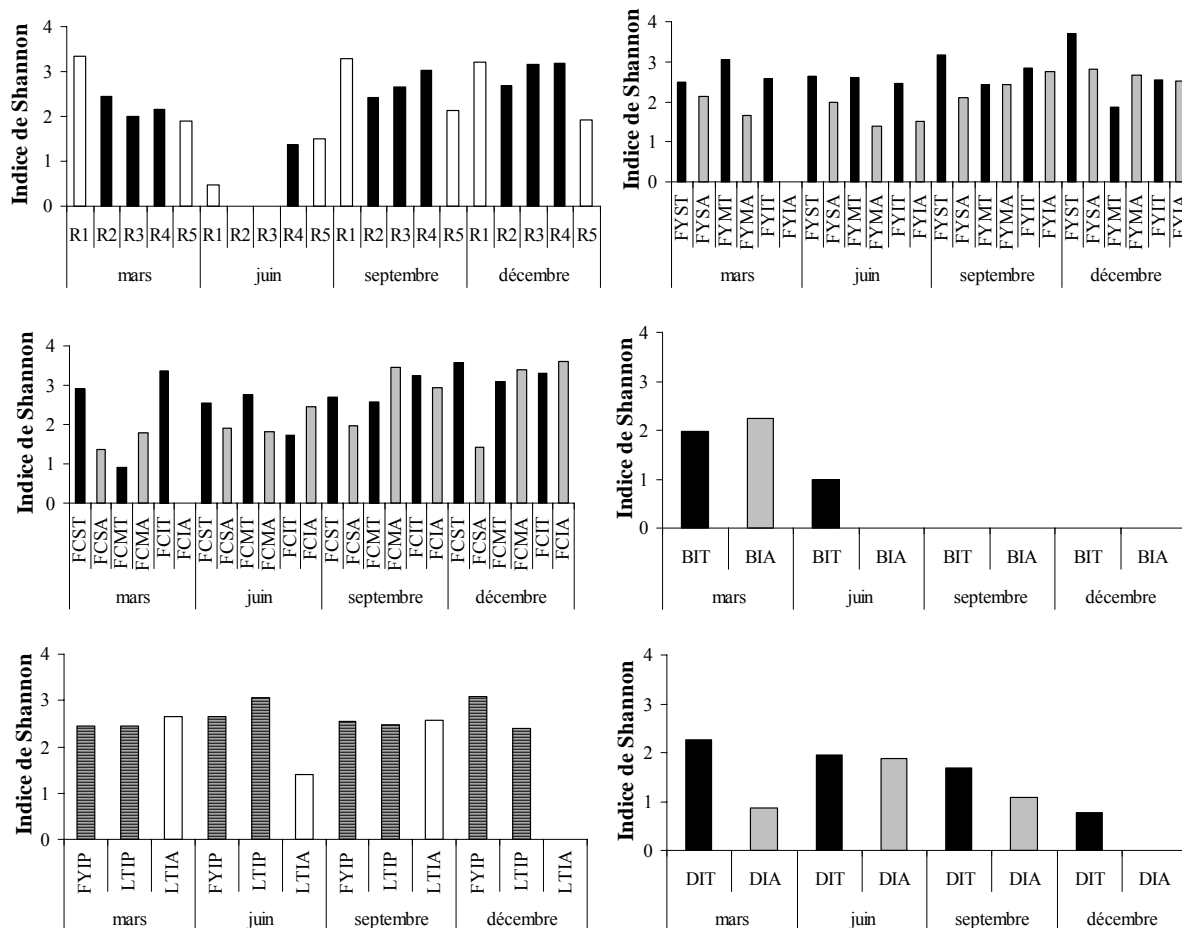 Indice de Shannon
4
3
2
1
0
R1 R2 R3 R4 R5 R1 R2 R3 R4 R5 R1 R2 R3 R4 R5 R1 R2 R3 R4 R5
mars juin septembre décembre
Indice de Shannon
4
3
2
1
0
FYST FYSA FYMT FYMA FYIT FYIA FYST FYSA FYMT FYMA FYIT FYIA FYST FYSA FYMT FYMA FYIT FYIA FYST FYSA FYMT FYMA FYIT FYIA
mars juin septembre décembre
Indice de Shannon
4
3
2
1
0
FCST FCSA FCMT FCMA FCIT FCIA FCST FCSA FCMT FCMA FCIT FCIA FCST FCSA FCMT FCMA FCIT FCIA FCST FCSA FCMT FCMA FCIT FCIA
mars juin septembre décembre
Indice de Shannon
4
3
2
1
0
BIT BIA BIT BIA BIT BIA BIT BIA
mars juin septembre décembre
Indice de Shannon
4
3
2
1
0
FYIP LTIP LTIA FYIP LTIP LTIA FYIP LTIP LTIA FYIP LTIP LTIA
mars juin septembre décembre
Indice de Shannon
4
3
2
1
0
DIT DIA DIT DIA DIT DIA DIT DIA
mars juin septembre décembre